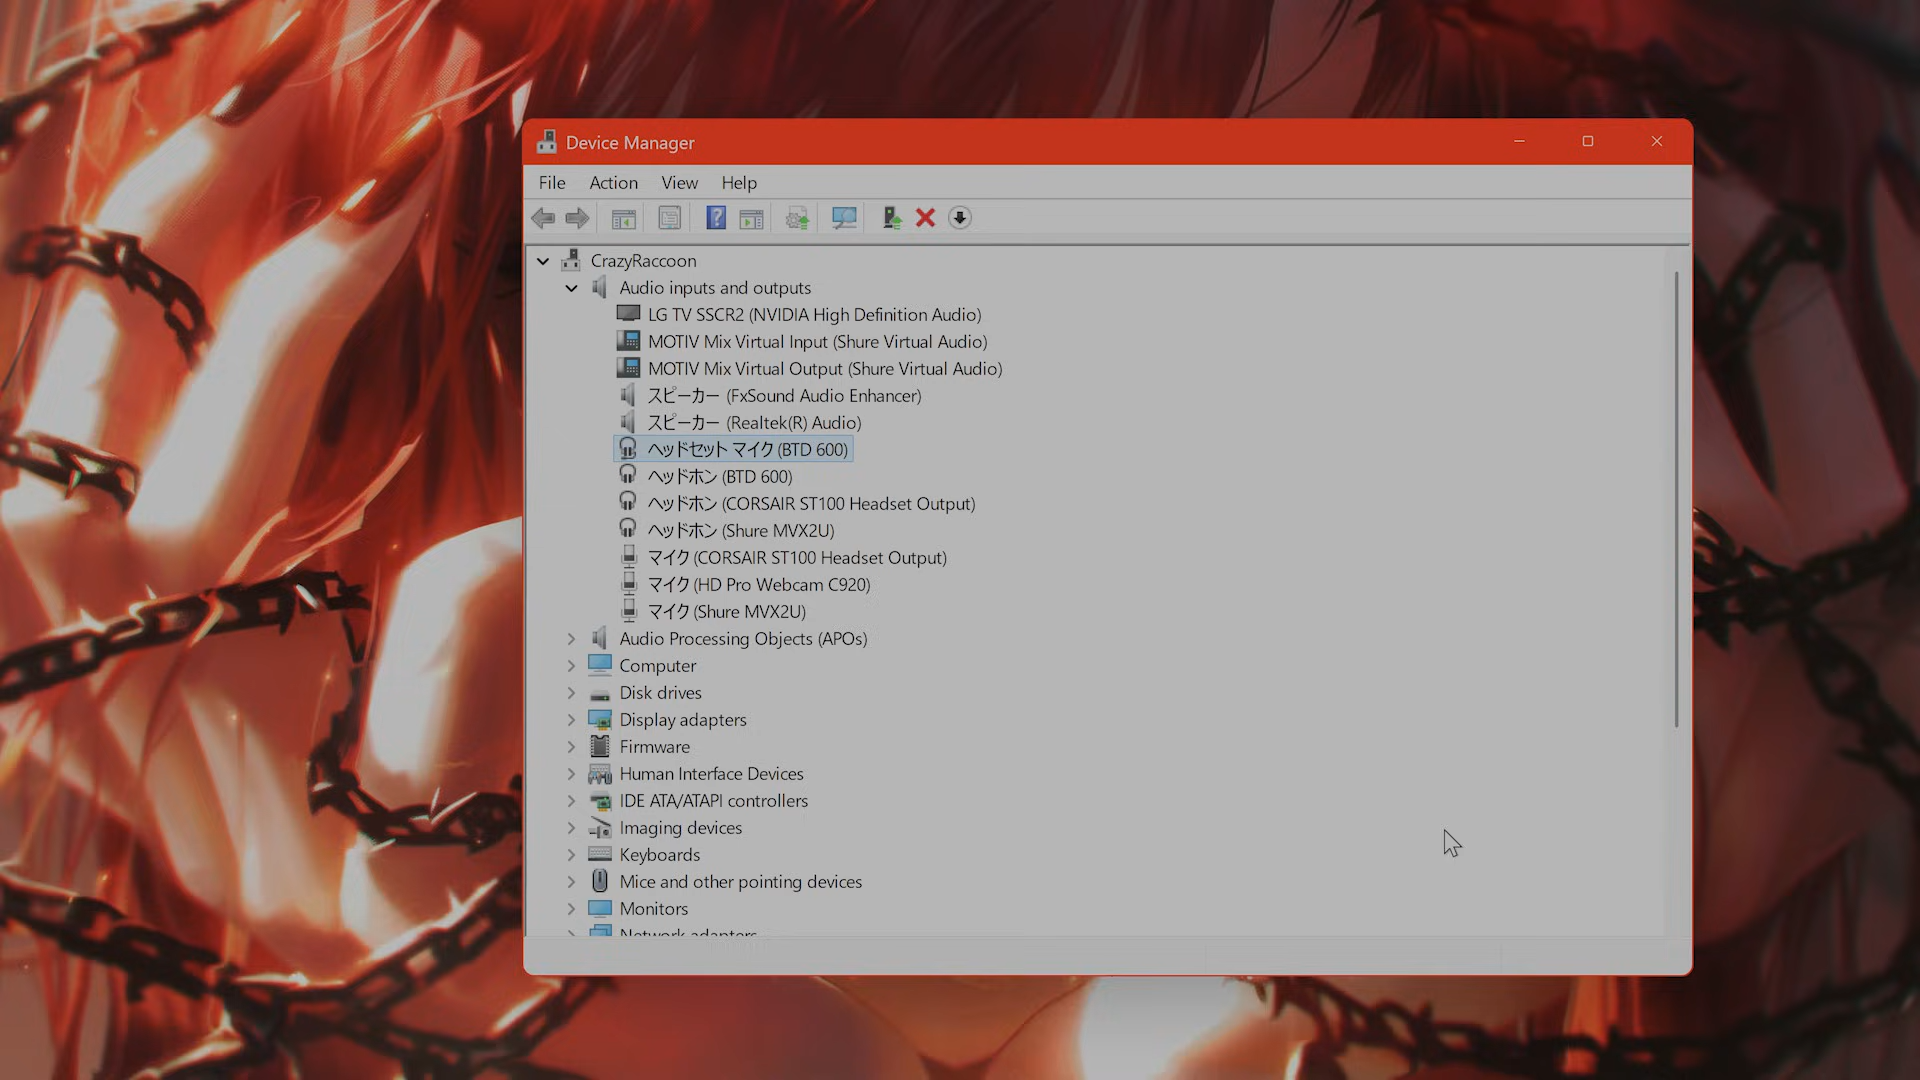 Device Manager
File Action View Help
CrazyRaccoon
Audio inputs and outputs
LG TV SSCR2 (NVIDIA High Definition Audio)
MOTIV Mix Virtual Input (Shure Virtual Audio)
MOTIV Mix Virtual Output (Shure Virtual Audio)
スピーカー (FxSound Audio Enhancer)
スピーカー (Realtek(R) Audio)
ヘッドセット マイク (BTD 600)
ヘッドホン (BTD 600)
ヘッドホン (CORSAIR ST100 Headset Output)
ヘッドホン (Shure MVX2U)
マイク (CORSAIR ST100 Headset Output)
マイク (HD Pro Webcam C920)
マイク (Shure MVX2U)
Audio Processing Objects (APOs)
Computer
Disk drives
Display adapters
Firmware
Human Interface Devices
IDE ATA/ATAPI controllers
Imaging devices
Keyboards
Mice and other pointing devices
Monitors
Network adapters